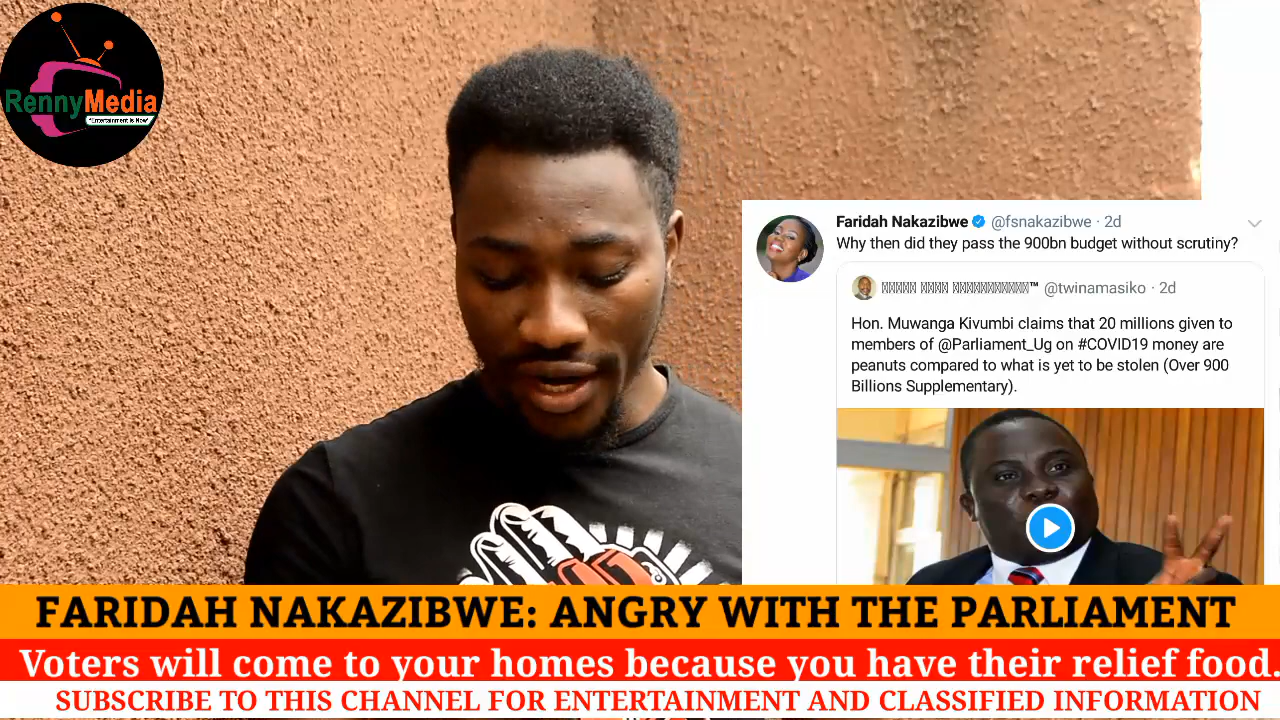 RennyMedia
"Entertainment Is Now"
Faridah Nakazibwe @fsnakazibwe · 2d
Why then did they pass the 900bn budget without scrutiny?
™ @twinamasiko · 2d
Hon. Muwanga Kivumbi claims that 20 millions given to
members of @Parliament_Ug on #COVID19 money are
peanuts compared to what is yet to be stolen (Over 900
Billions Supplementary).
FARIDAH NAKAZIBWE: ANGRY WITH THE PARLIAMENT
Voters will come to your homes because you have their relief food.
SUBSCRIBE TO THIS CHANNEL FOR ENTERTAINMENT AND CLASSIFIED INFORMATION